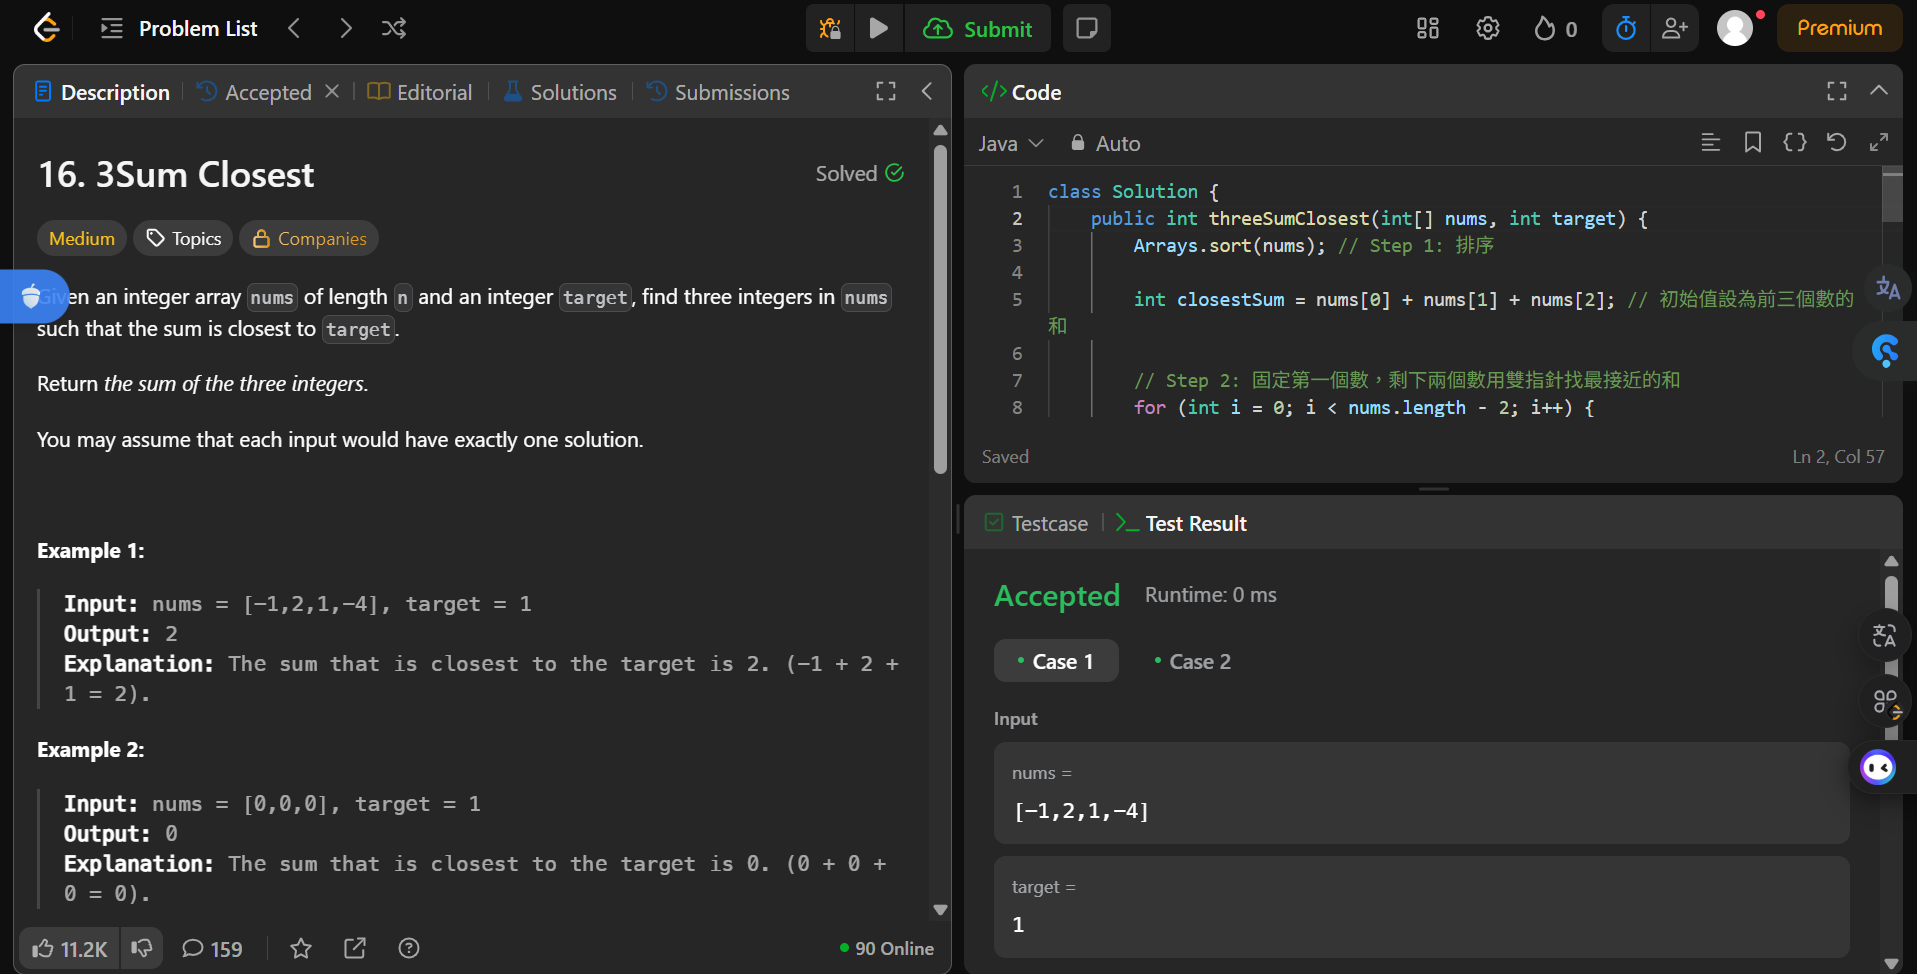 Problem List
Submit
0
Premium
Description
Accepted
Editorial
Solutions
Submissions
16. 3Sum Closest
Solved
Medium
Topics
Companies
Given an integer array nums of length n and an integer target, find three integers in nums
such that the sum is closest to target.
Return the sum of the three integers.
You may assume that each input would have exactly one solution.
Example 1:
Input: nums = [-1,2,1,-4], target = 1
Output: 2
Explanation: The sum that is closest to the target is 2. (-1 + 2 +
1 = 2).
Example 2:
Input: nums = [0,0,0], target = 1
Output: 0
Explanation: The sum that is closest to the target is 0. (0 + 0 +
0 = 0).
11.2K
159
90 Online
</> Code
Java
Auto
1 class Solution {
2 public int threeSumClosest(int[] nums, int target) {
3 Arrays.sort(nums); // Step 1: 排序
4
5 int closestSum = nums[0] + nums[1] + nums[2]; // 初始值設為前三個數的
和
6
7 // Step 2: 固定第一個數，剩下兩個數用雙指針找最接近的和
8 for (int i = 0; i < nums.length - 2; i++) {
Saved
Ln 2, Col 57
Testcase
Test Result
Accepted
Runtime: 0 ms
Case 1
Case 2
Input
nums =
[-1,2,1,-4]
target =
1